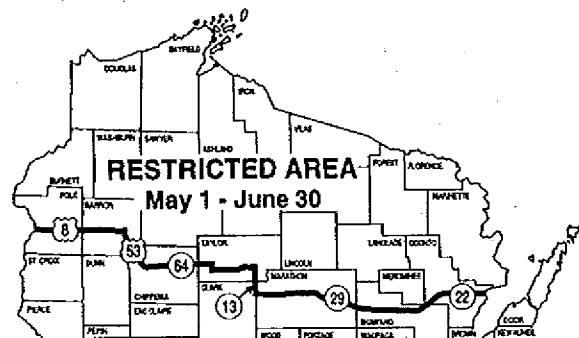 BAYFIELD
DOUGLAS
IRON
VILAS
WASHBURN SAWYER
ASHLAND
FOREST
FLORENCE
RESTRICTED AREA
May 1 - June 30
BURNETT
POLK
BARRON
MARINETTE
8
53
64
TAYLOR
LINCOLN
LANGLADE
OCONTO
ST CROIX
DUNN
CHIPPEWA
CLARK
MARATHON
MENOMINEE
13
29
22
PIERCE
EAU CLAIRE
PEPIN
WOOD
PORTAGE
SHAWANO
WAUPACA
BROWN
DOOR
KEWAUNEE